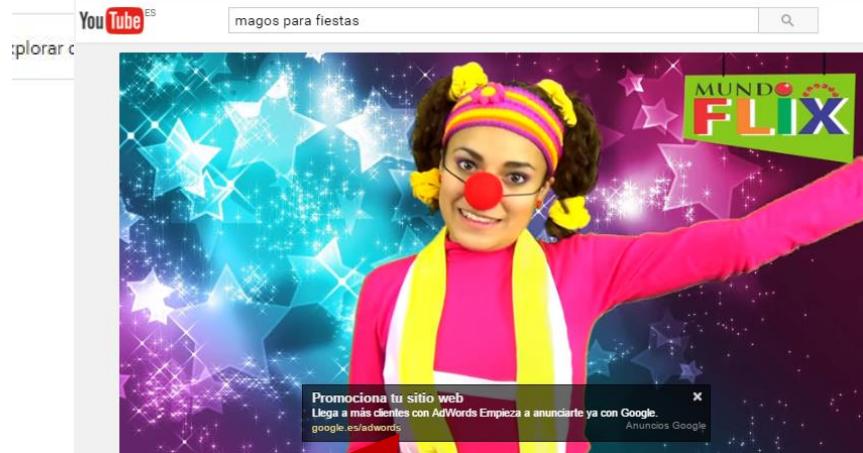 YouTube ES
magos para fiestas
xplorar c
MUNDO
FLIX
Promociona tu sitio web
Llega a más clientes con AdWords Empieza a anunciarte ya con Google.
google.es/adwords
Anuncios Google